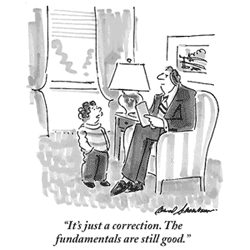 “It’s just a correction. The
fundamentals are still good.”